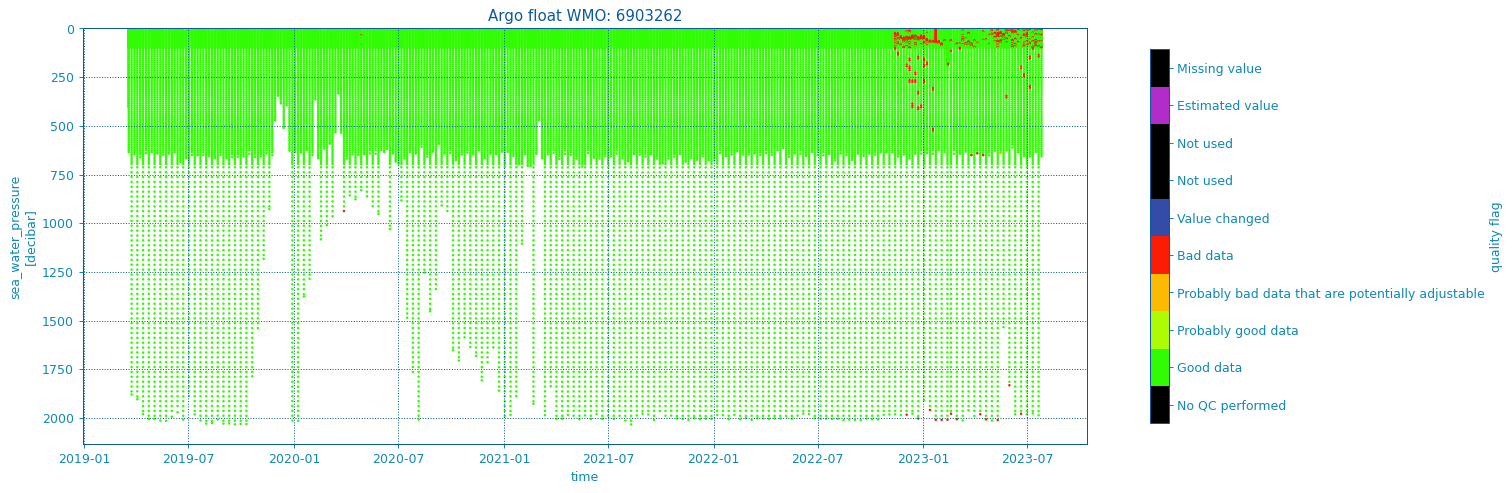 Argo float WMO: 6903262
0
250
500
750
1000
1250
1500
1750
2000
sea_water_pressure
[decibar]
2019-01
2019-07
2020-01
2020-07
2021-01
2021-07
2022-01
2022-07
2023-01
2023-07
time
Missing value
Estimated value
Not used
Not used
Value changed
Bad data
Probably bad data that are potentially adjustable
Probably good data
Good data
No QC performed
quality flag